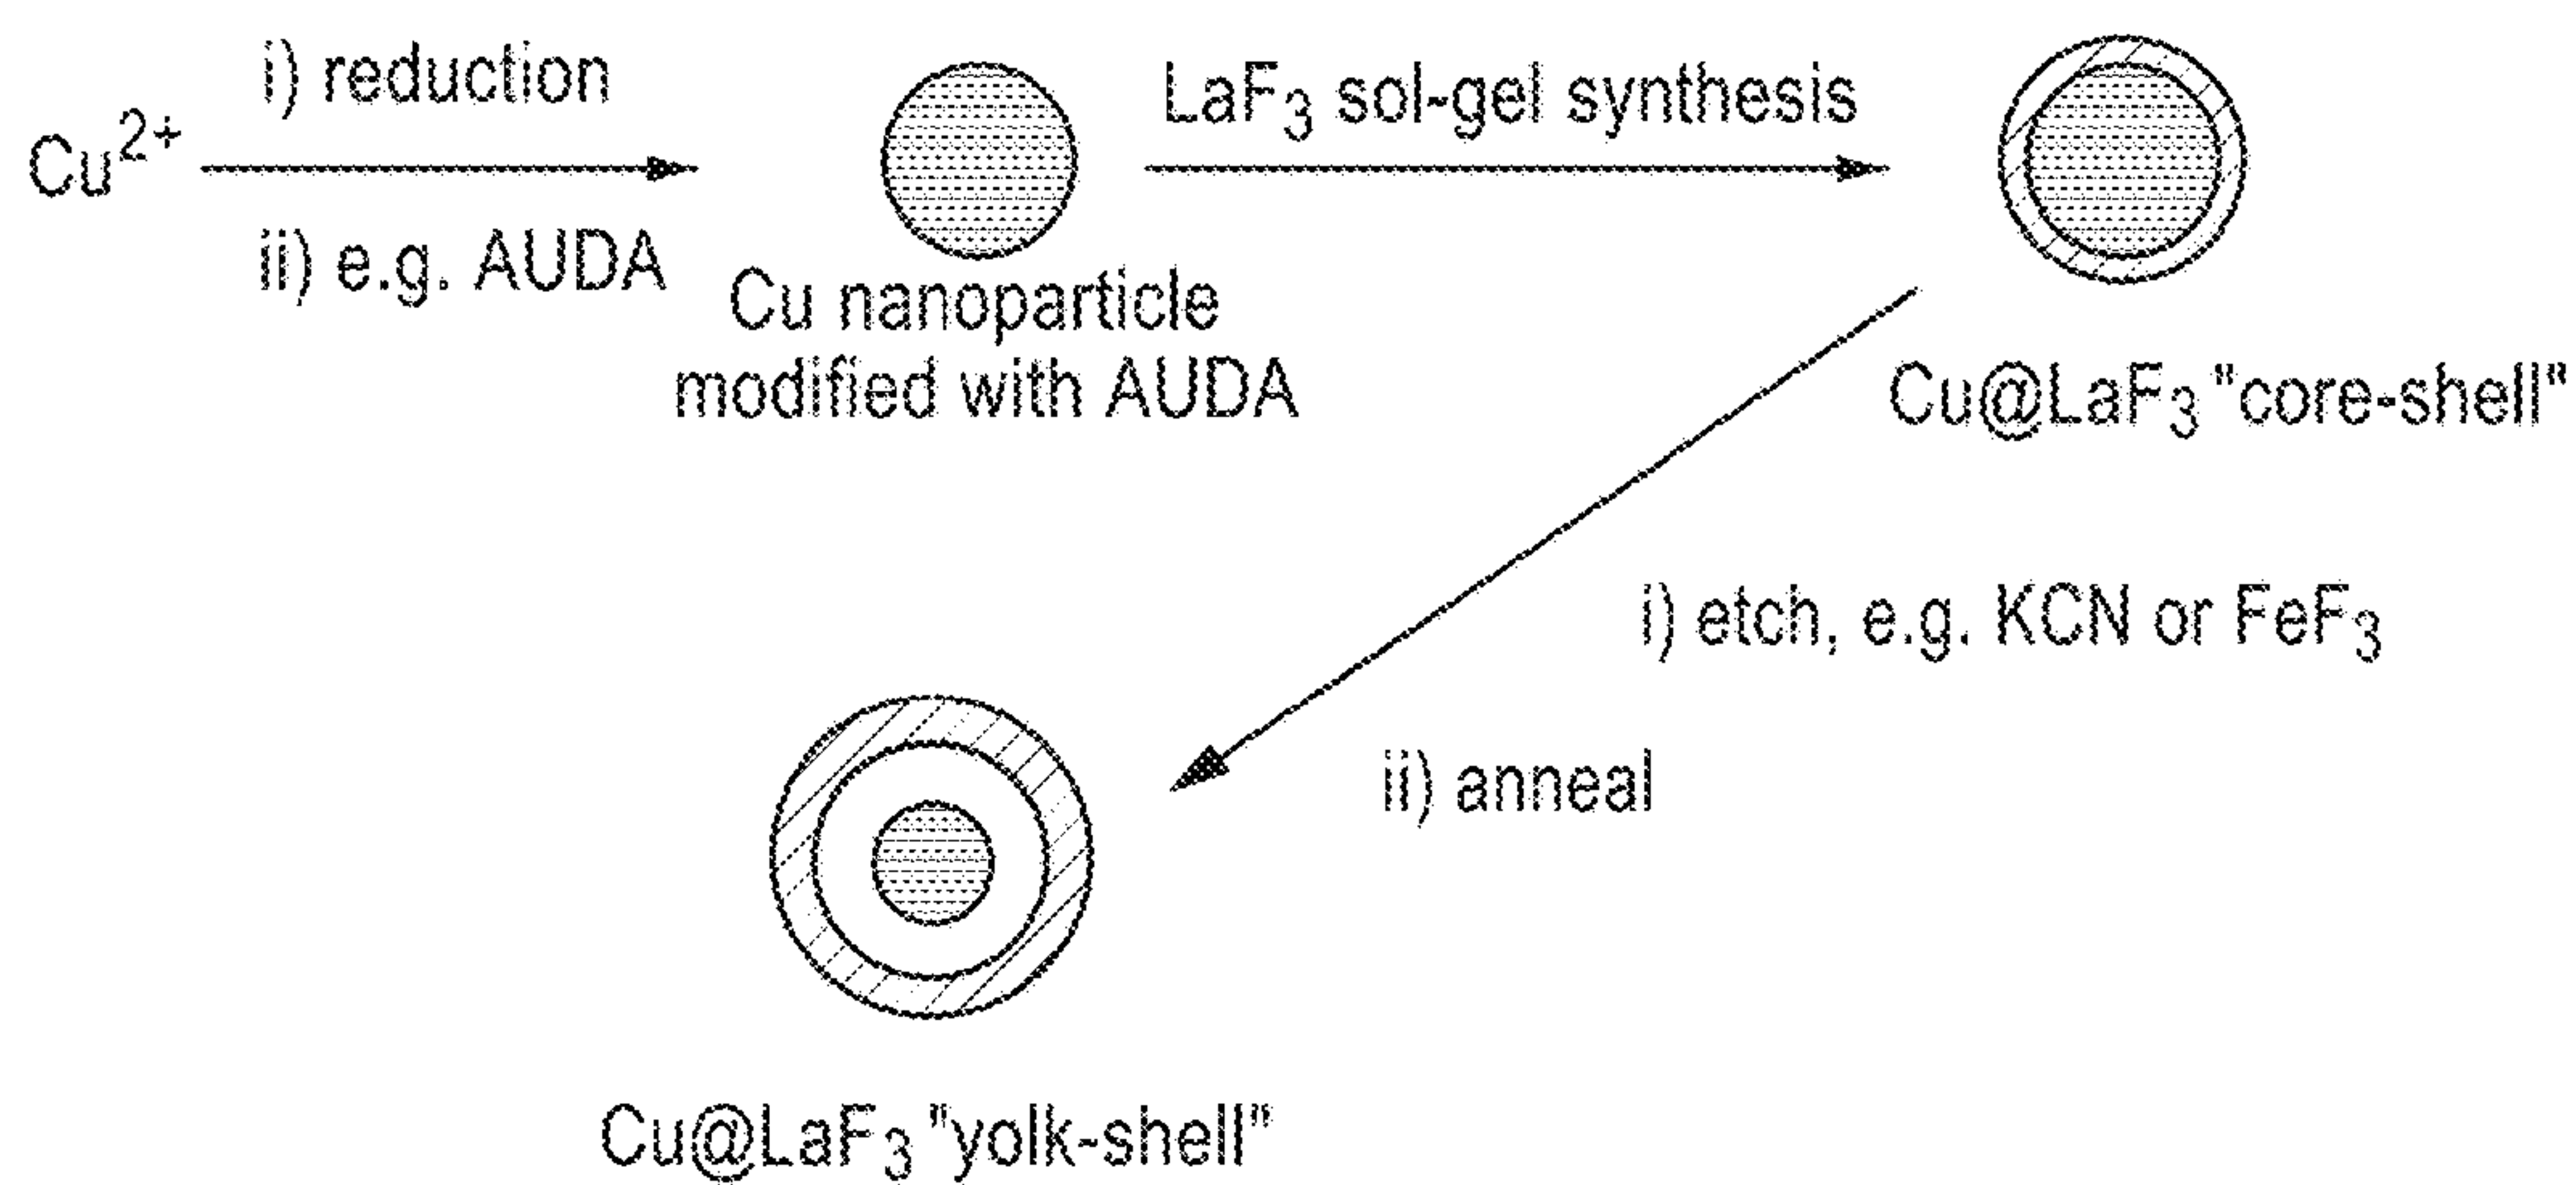 i) reduction
Cu²⁺
ii) e.g. AUDA
Cu nanoparticle
modified with AUDA
LaF₃ sol-gel synthesis
Cu@LaF₃ "core-shell"
i) etch, e.g. KCN or FeF₃
ii) anneal
Cu@LaF₃ "yolk-shell"